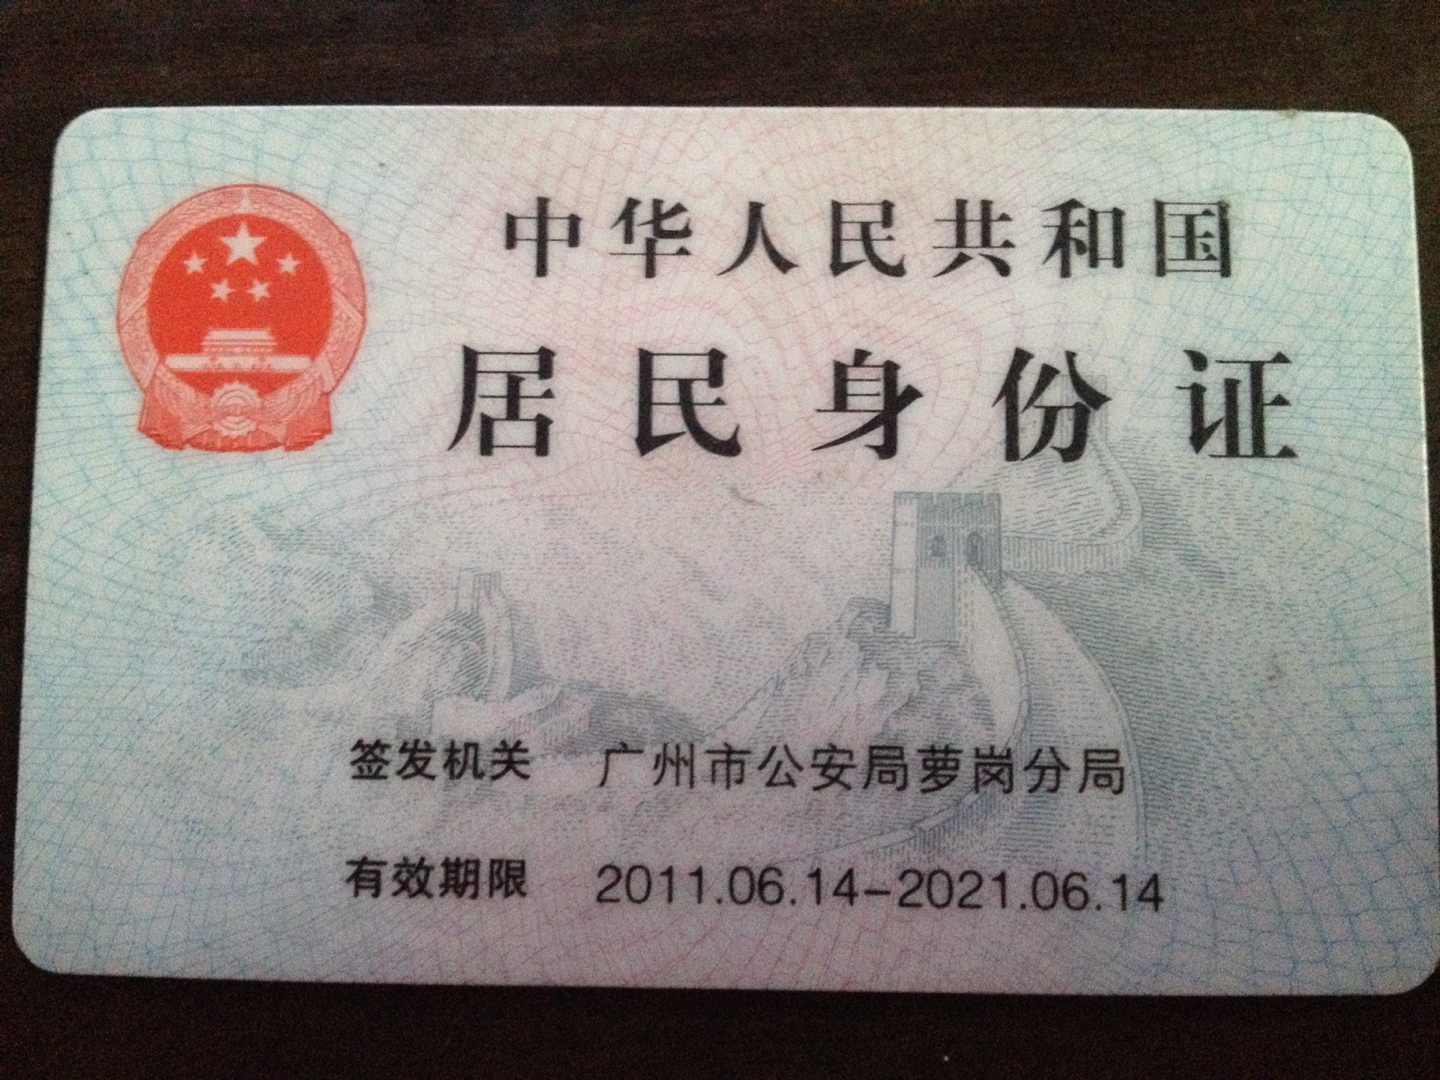 中华人民共和国
居民身份证
签发机关 广州市公安局萝岗分局
有效期限 2011.06.14-2021.06.14